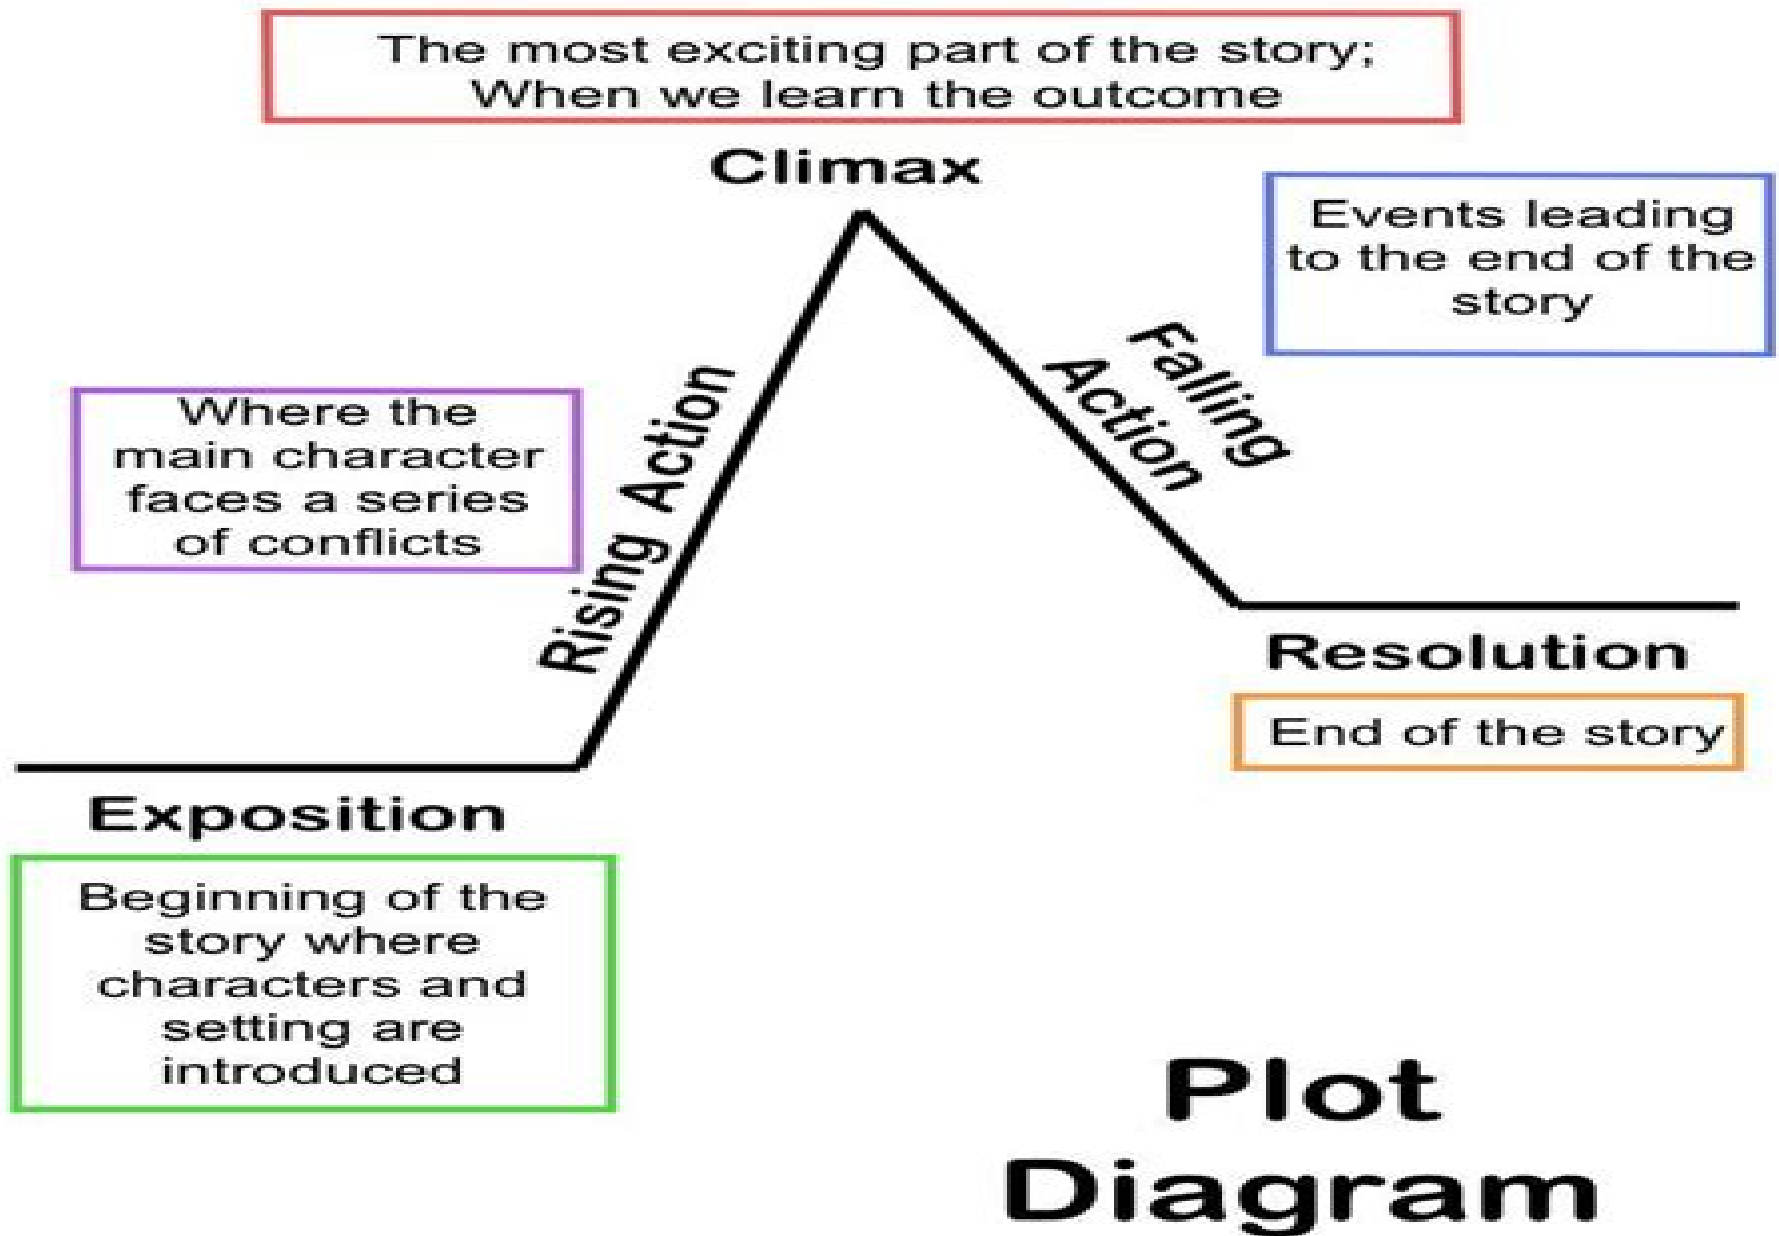 The most exciting part of the story;
When we learn the outcome
Climax
Events leading
to the end of the
story
Falling
Action
Where the
main character
faces a series
of conflicts
Rising Action
Resolution
End of the story
Exposition
Beginning of the
story where
characters and
setting are
introduced
Plot
Diagram